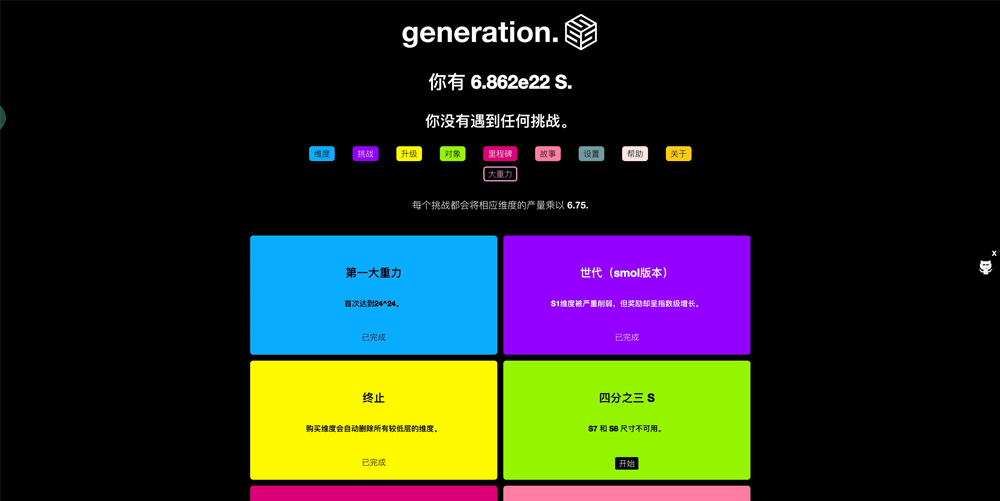 generation.
你有 6.862e22 S.
你没有遇到任何挑战。
维度 挑战 升级 对象 里程碑 故事 设置 帮助 关于
大重力
每个挑战都会将相应维度的产量乘以 6.75.
第一大重力
首次达到24^24。
已完成
世代（smol版本）
S1维度被严重削弱，但奖励却呈指数级增长。
已完成
终止
购买维度会自动删除所有较低层的维度。
已完成
四分之三 S
S7 和 S8 尺寸不可用。
开始
x